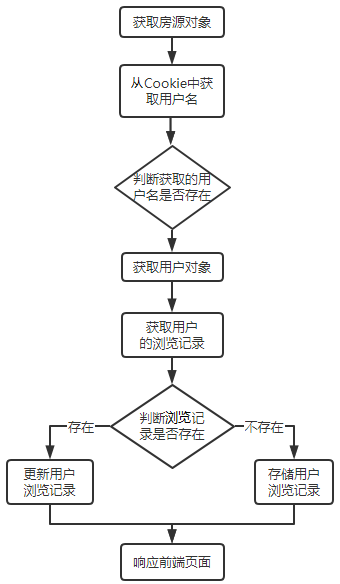 获取房源对象
从Cookie中获
取用户名
判断获取的用
户名是否存在
获取用户对象
获取用户
的浏览记录
判断浏览记
录是否存在
存在
不存在
更新用户
浏览记录
存储用户
浏览记录
响应前端页面